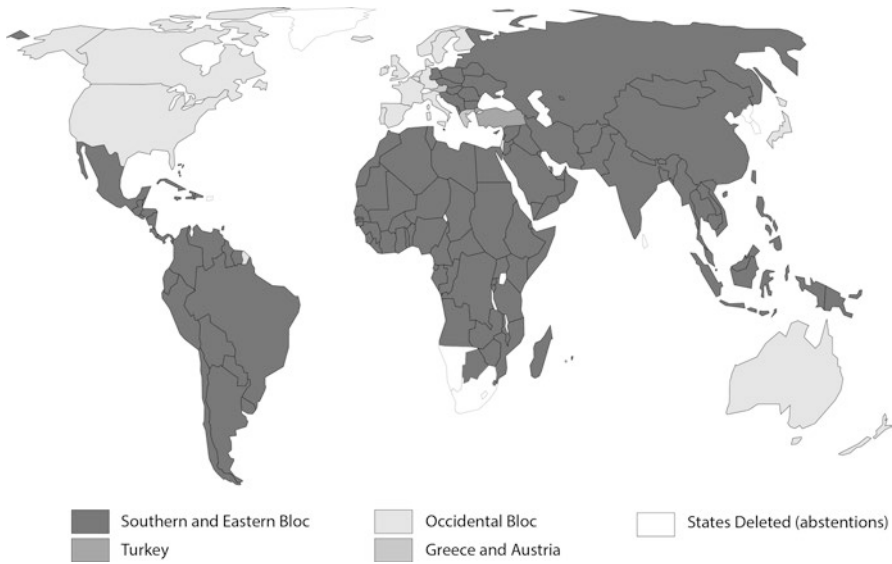 Southern and Eastern Bloc
Occidental Bloc
States Deleted (abstentions)
Turkey
Greece and Austria